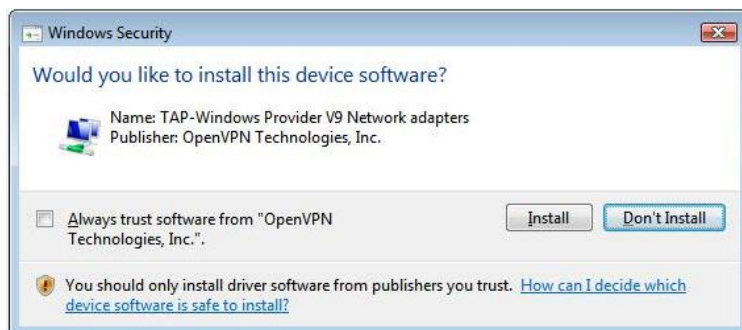 Windows Security
Would you like to install this device software?
Name: TAP-Windows Provider V9 Network adapters
Publisher: OpenVPN Technologies, Inc.
Always trust software from "OpenVPN
Technologies, Inc.".
Install
Don't Install
You should only install driver software from publishers you trust. How can I decide which
device software is safe to install?